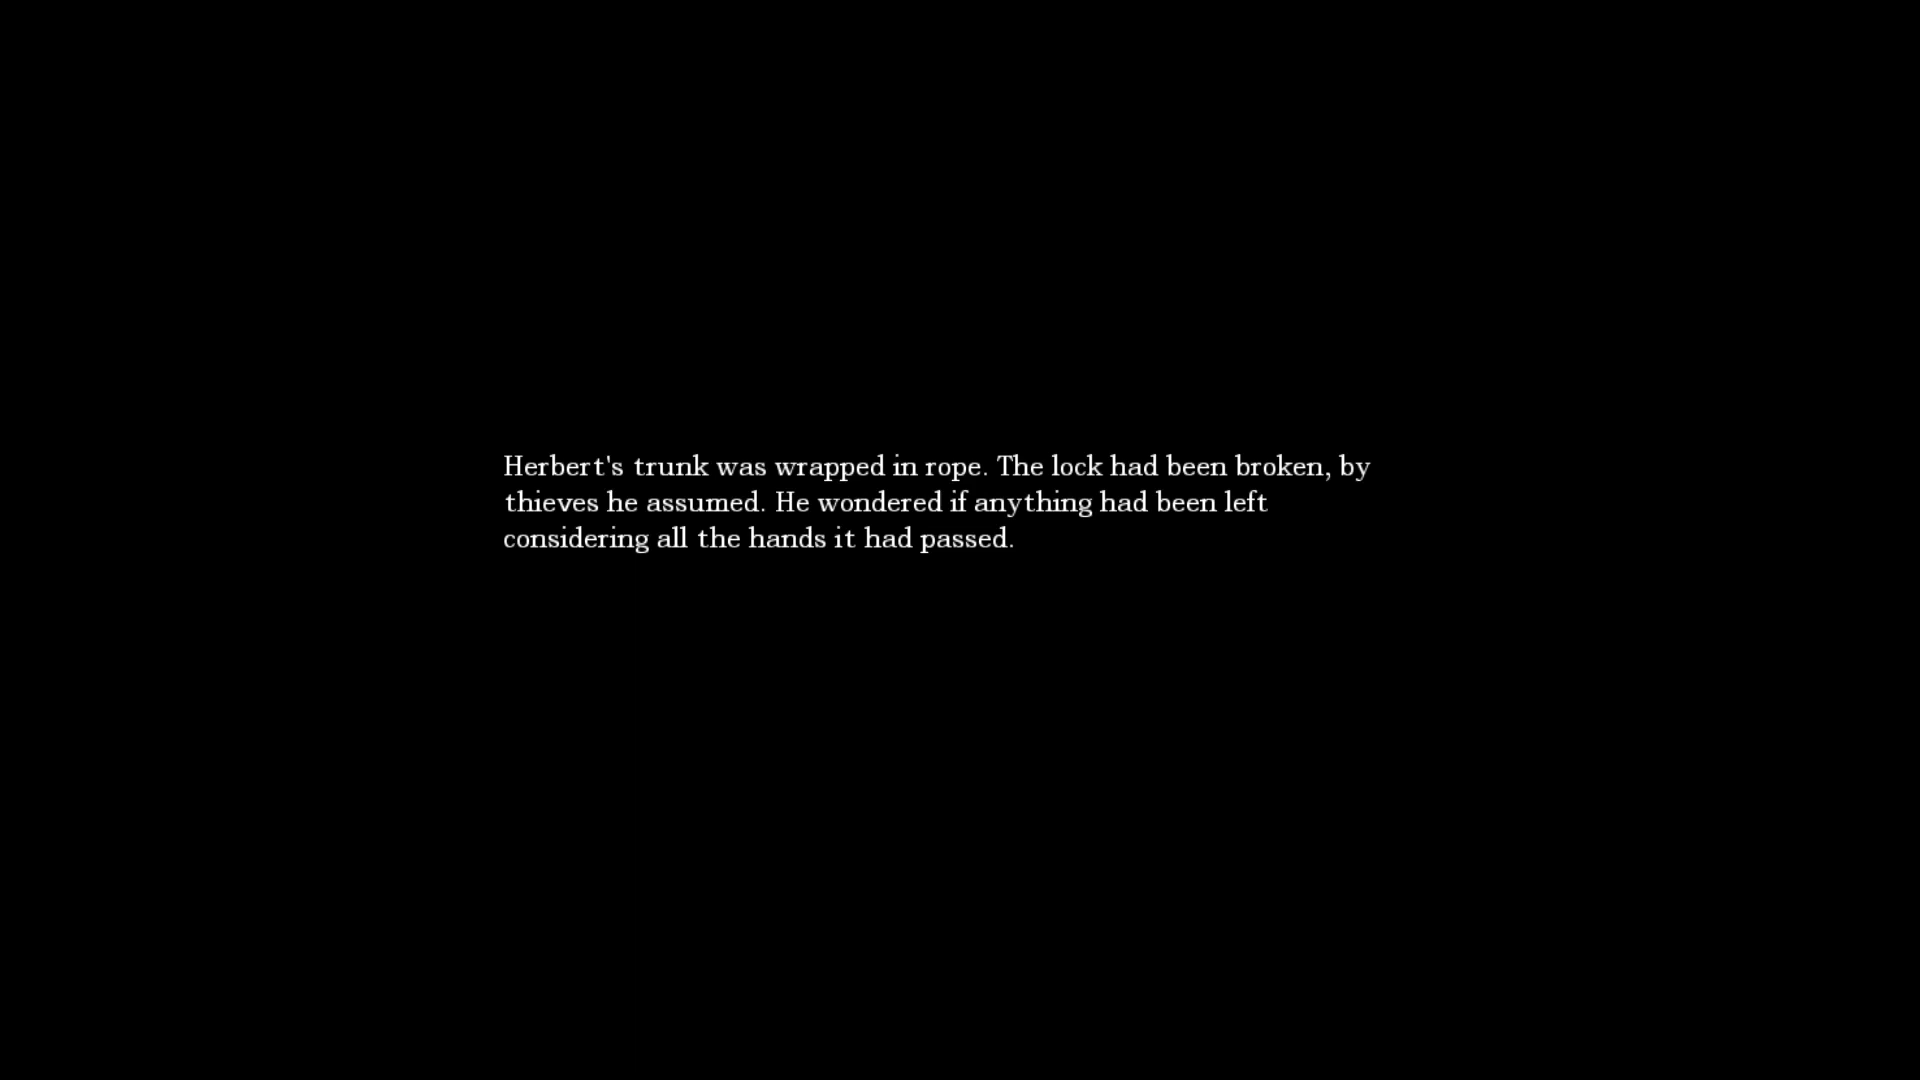 Herbert's trunk was wrapped in rope. The lock had been broken, by
thieves he assumed. He wondered if anything had been left
considering all the hands it had passed.